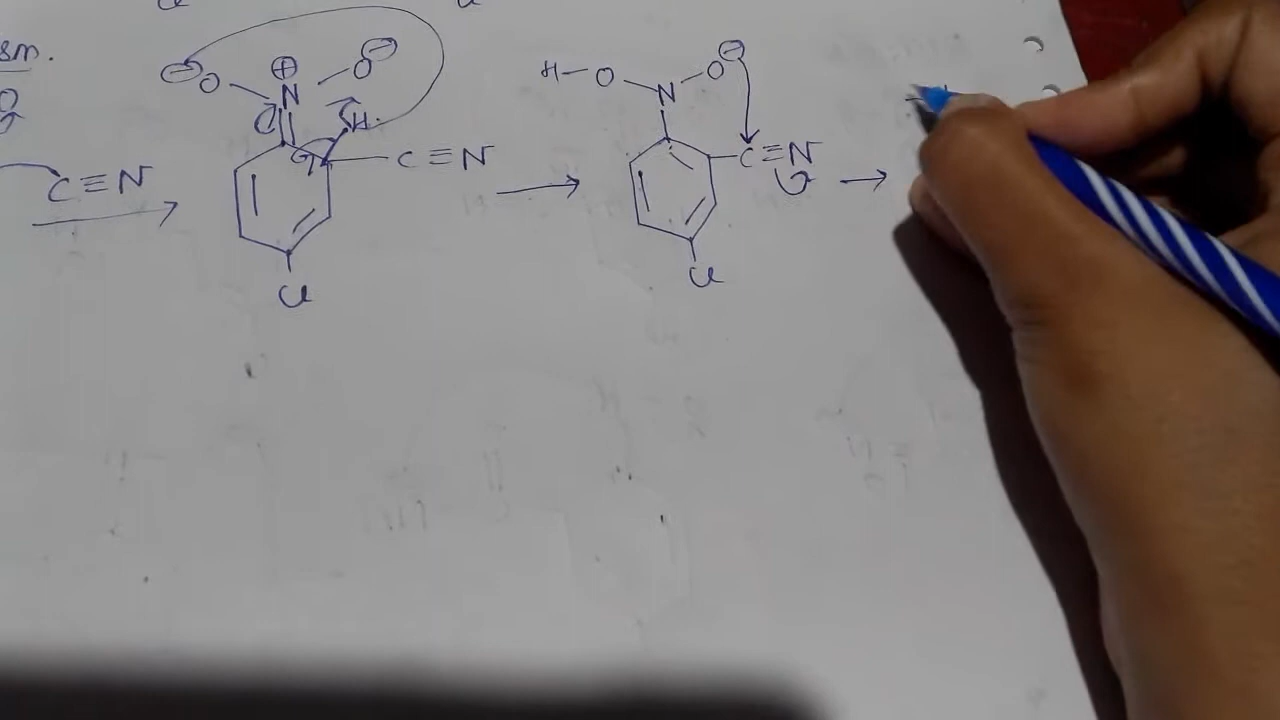 sm.
⊖ O ⊕ N O ⊖
H
C≡N
C ≡ N
Cl
H-O N O ⊖
C≡N
Cl